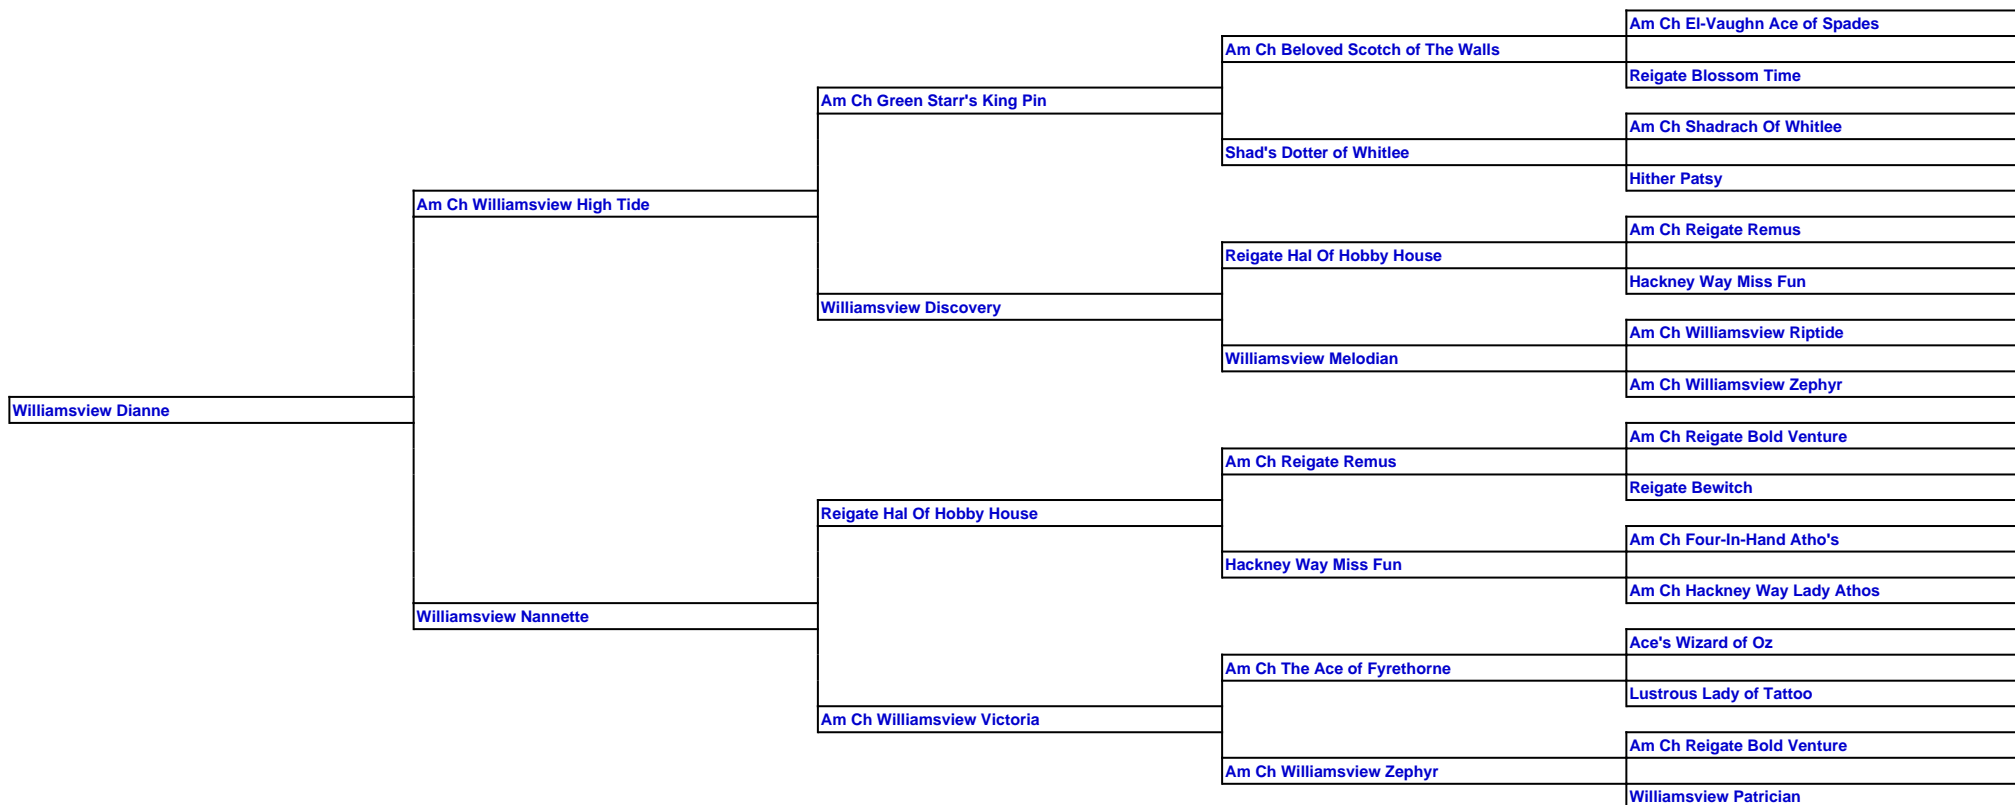 Am Ch El-Vaughn Ace of Spades
Am Ch Beloved Scotch of The Walls
Reigate Blossom Time
Am Ch Green Starr's King Pin
Am Ch Shadrach Of Whitlee
Shad's Dotter of Whitlee
Hither Patsy
Am Ch Williamsview High Tide
Am Ch Reigate Remus
Reigate Hal Of Hobby House
Hackney Way Miss Fun
Williamsview Discovery
Am Ch Williamsview Riptide
Williamsview Melodian
Am Ch Williamsview Zephyr
Williamsview Dianne
Am Ch Reigate Bold Venture
Am Ch Reigate Remus
Reigate Bewitch
Reigate Hal Of Hobby House
Am Ch Four-In-Hand Atho's
Hackney Way Miss Fun
Am Ch Hackney Way Lady Athos
Williamsview Nannette
Ace's Wizard of Oz
Am Ch The Ace of Fyrethorne
Lustrous Lady of Tattoo
Am Ch Williamsview Victoria
Am Ch Reigate Bold Venture
Am Ch Williamsview Zephyr
Williamsview Patrician